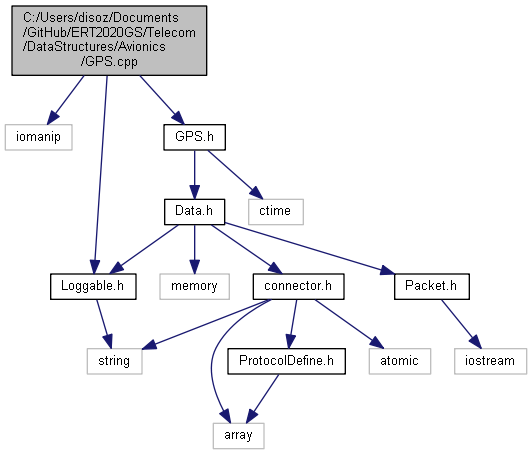 C:/Users/disoz/Documents
/GitHub/ERT2020GS/Telecom
/DataStructures/Avionics
/GPS.cpp
iomanip
GPS.h
Data.h
ctime
Loggable.h
memory
connector.h
Packet.h
string
ProtocolDefine.h
atomic
iostream
array